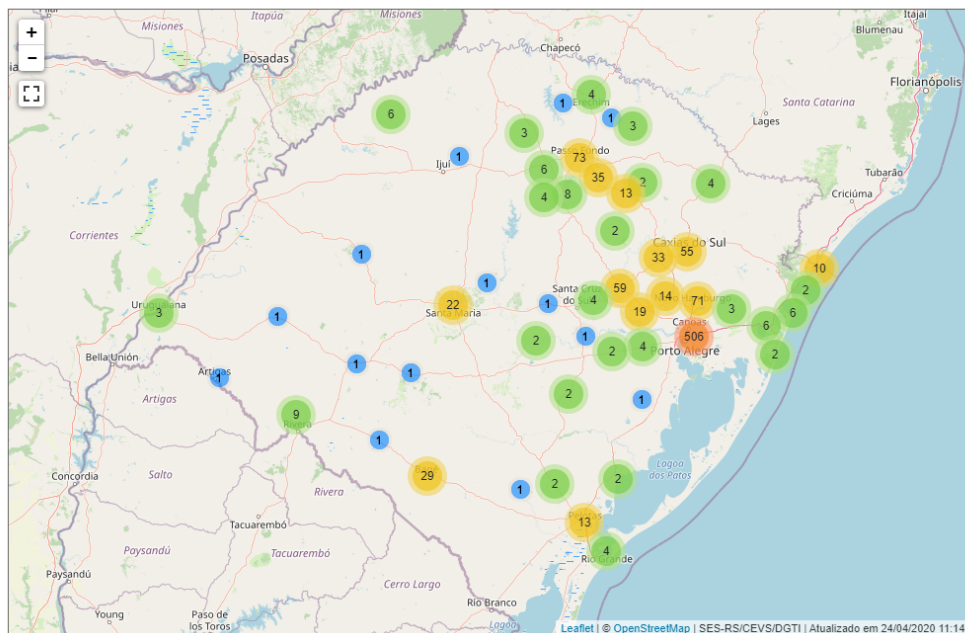 Itapúa
Misiones
Itajaí
Misiones
Blumenau
+
Chapecó
−
Posadas
Florianópolis
4
Erechim
1
Santa Catarina
6
1
3
Lages
3
Passo Fundo
73
1
Ijuí
6
35
Tubarão
2
4
4
8
13
Criciúma
2
Corrientes
Caxias do Sul
55
1
33
10
1
59
2
Santa Cruz
do Sul
4
14
71
Uruguaiana
3
22
1
19
3
6
Santa Maria
1
Canoas
6
1
506
2
4
2
Porto Alegre
2
Bella Unión
1
1
Artigas
1
2
Artigas
1
9
Rivera
1
Lagoa
dos Patos
Salto
29
Concordia
2
2
1
Rivera
Pelotas
13
Tacuarembó
4
Paysandú
Tacuarembó
Rio Grande
Paysandú
Cerro Largo
Río Branco
Young
Paso de
los Toros
Lagoa
Leaflet | © OpenStreetMap | SES-RS/CEVS/DGTI | Atualizado em 24/04/2020 11:14